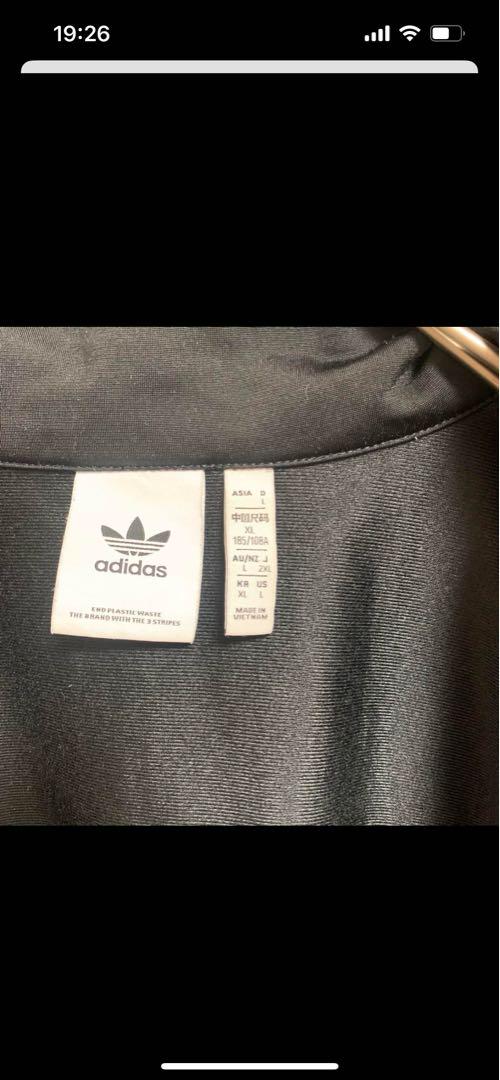 19:26
adidas
END PLASTIC WASTE
THE BRAND WITH THE 3 STRIPES
ASIA D
L
中国尺码
XL
185/108A
AU/NZ J
L 2XL
KR US
XL L
MADE IN
VIETNAM